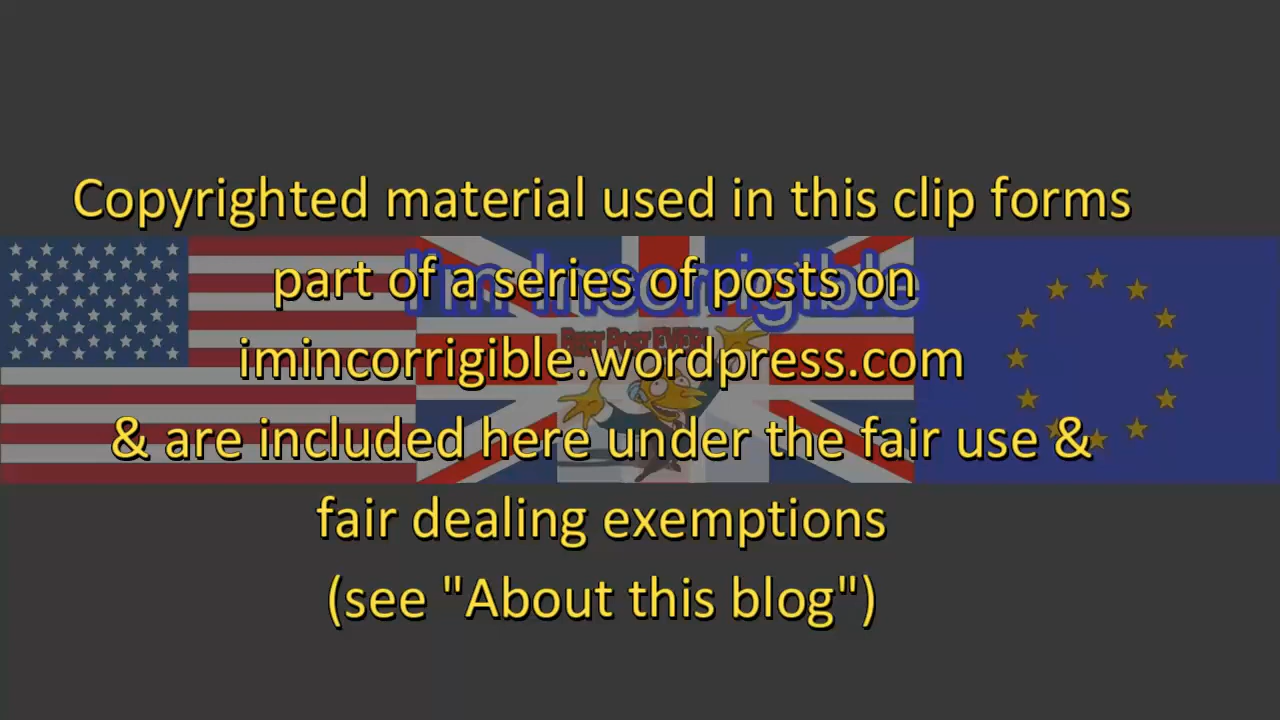 Copyrighted material used in this clip forms
part of a series of posts on
I'm Incorrigible
imincorrigible.wordpress.com
& are included here under the fair use &
fair dealing exemptions
(see "About this blog")